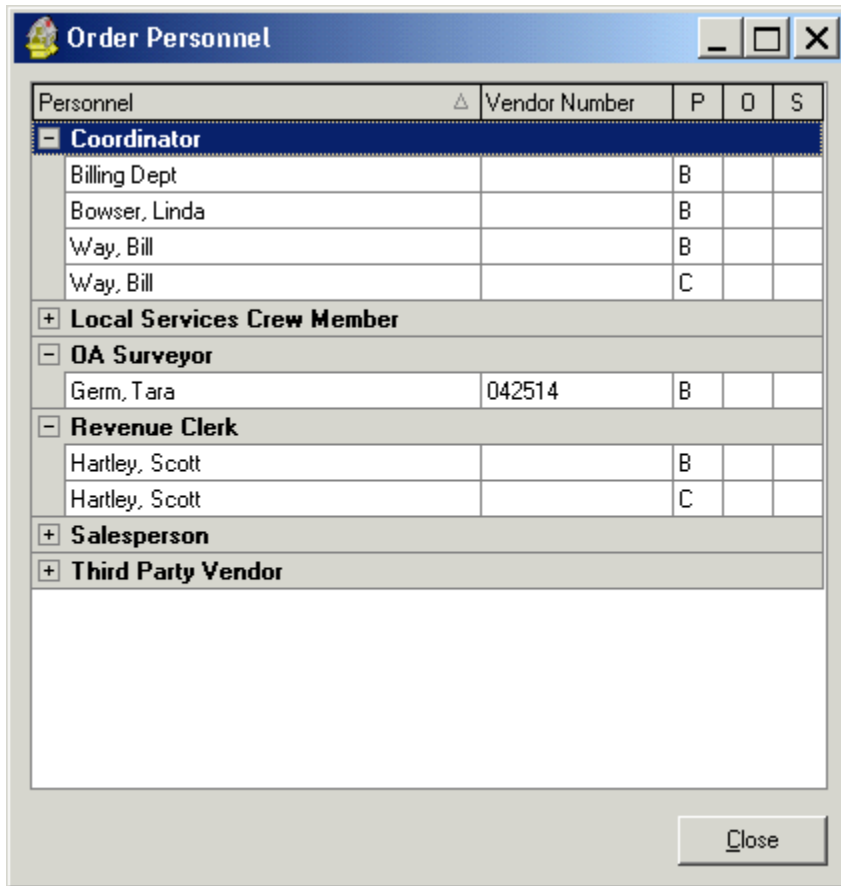 Order Personnel
Personnel Vendor Number P O S
Coordinator
Billing Dept B
Bowser, Linda B
Way, Bill B
Way, Bill C
Local Services Crew Member
OA Surveyor
Germ, Tara 042514 B
Revenue Clerk
Hartley, Scott B
Hartley, Scott C
Salesperson
Third Party Vendor
Close